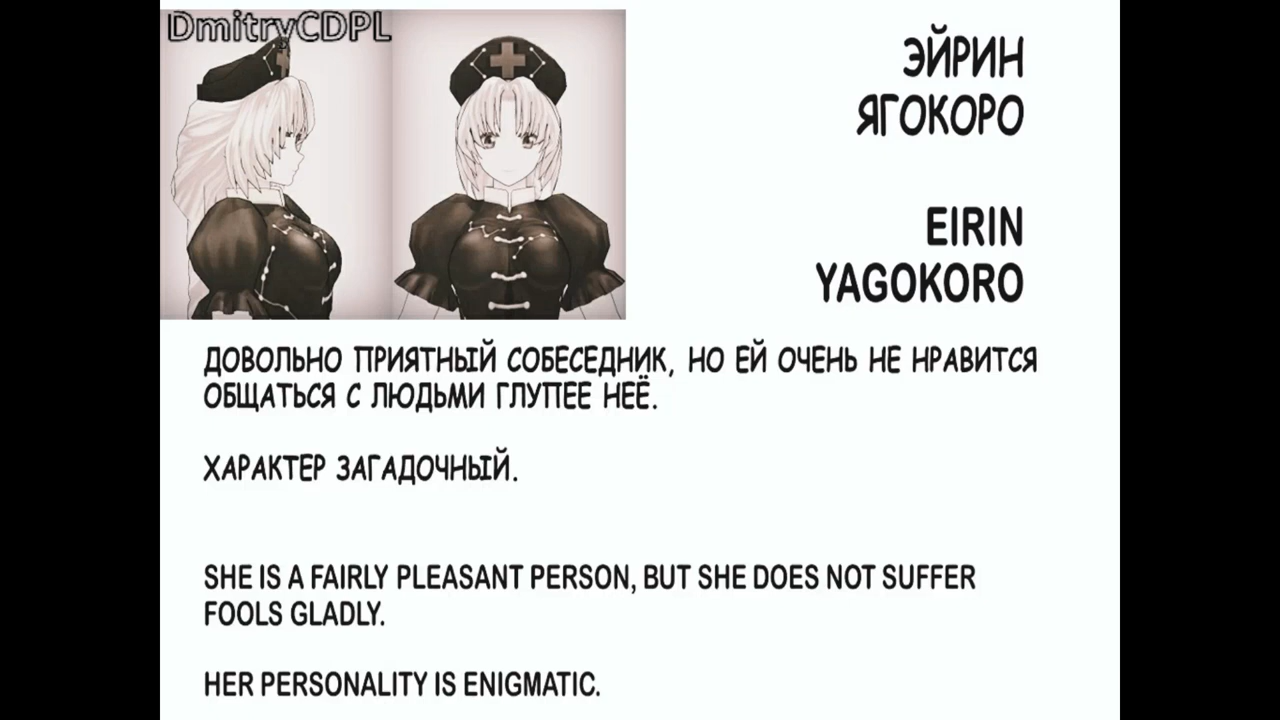 DmitryCDPL
ЭЙРИН
ЯГОКОРО
EIRIN
YAGOKORO
ДОВОЛЬНО ПРИЯТНЫЙ СОБЕСЕДНИК, НО ЕЙ ОЧЕНЬ НЕ НРАВИТСЯ
ОБЩАТЬСЯ С ЛЮДЬМИ ГЛУПЕЕ НЕЁ.
ХАРАКТЕР ЗАГАДОЧНЫЙ.
SHE IS A FAIRLY PLEASANT PERSON, BUT SHE DOES NOT SUFFER
FOOLS GLADLY.
HER PERSONALITY IS ENIGMATIC.